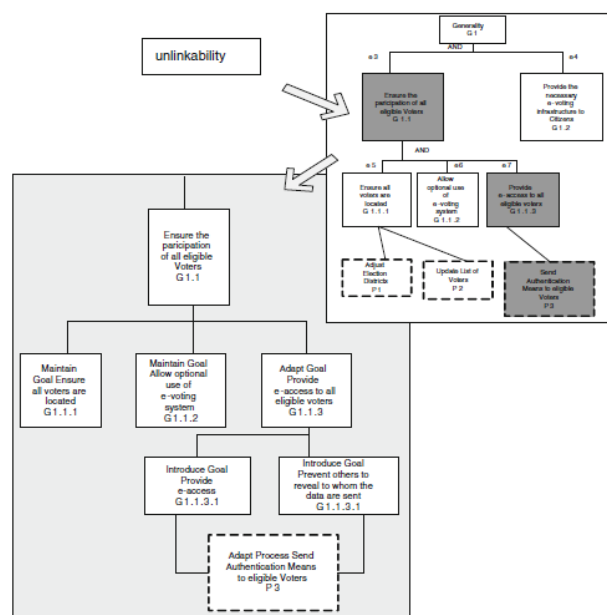 unlinkability
Generality
G 1
AND
e3
e4
Ensure the
paricipation of all
eligible Voters
G 1.1
Provide the
necessary
e-voting
infrastructure to
Citizens
G 1.2
AND
e5
e6
e7
Ensure all
voters are
located
G 1.1.1
Allow
optional use of
e-voting
system
G 1.1.2
Provide
e-access to all
eligible voters
G 1.1.3
Adjust
Election
Districts
P 1
Update List of
Voters
P 2
Send
Authentication
Means to eligible
Voters
P 3
Ensure the
paricipation
of all eligible
Voters
G 1.1
Maintain
Goal Ensure
all voters are
located
G 1.1.1
Maintain Goal
Allow optional
use of
e-voting
system
G 1.1.2
Adapt Goal
Provide
e-access to all
eligible voters
G 1.1.3
Introduce Goal
Provide
e-access
G 1.1.3.1
Introduce Goal
Prevent others to
reveal to whom the
data are sent
G 1.1.3.1
Adapt Process Send
Authentication Means
to eligible Voters
P 3